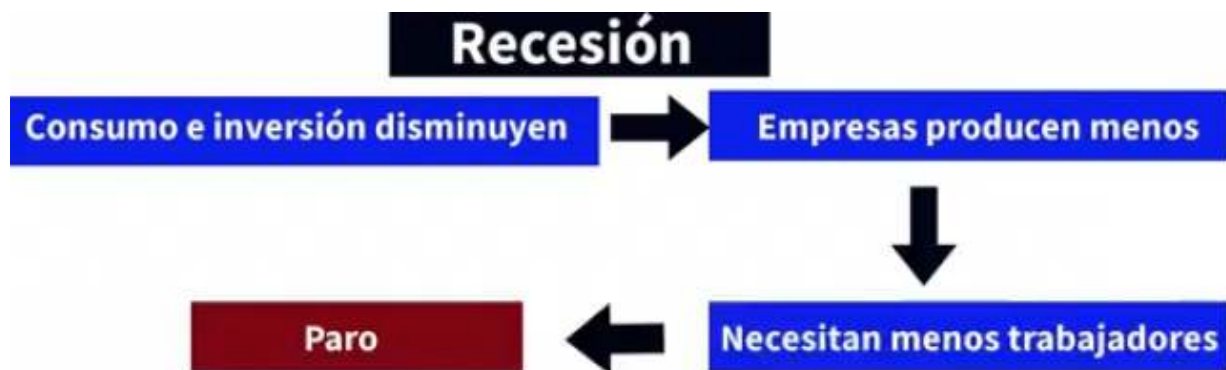 Recesión
Consumo e inversión disminuyen
Empresas producen menos
Necesitan menos trabajadores
Paro